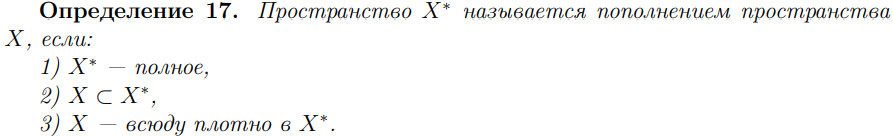 Определение 17. Пространство X* называется пополнением пространства
X, если:
1) X* — полное,
2) X ⊂ X*,
3) X — всюду плотно в X*.